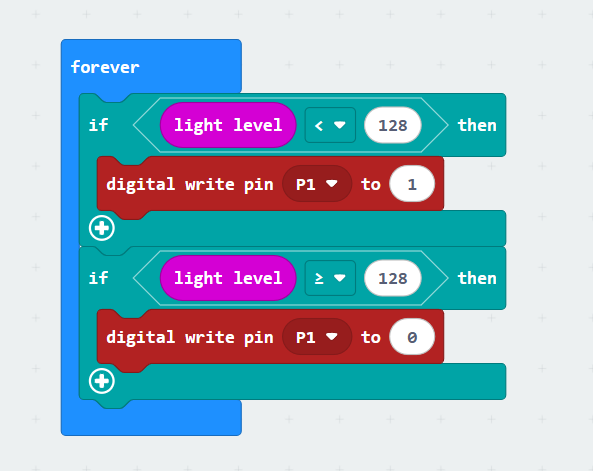 forever
if light level < 128 then
digital write pin P1 to 1
if light level ≥ 128 then
digital write pin P1 to 0